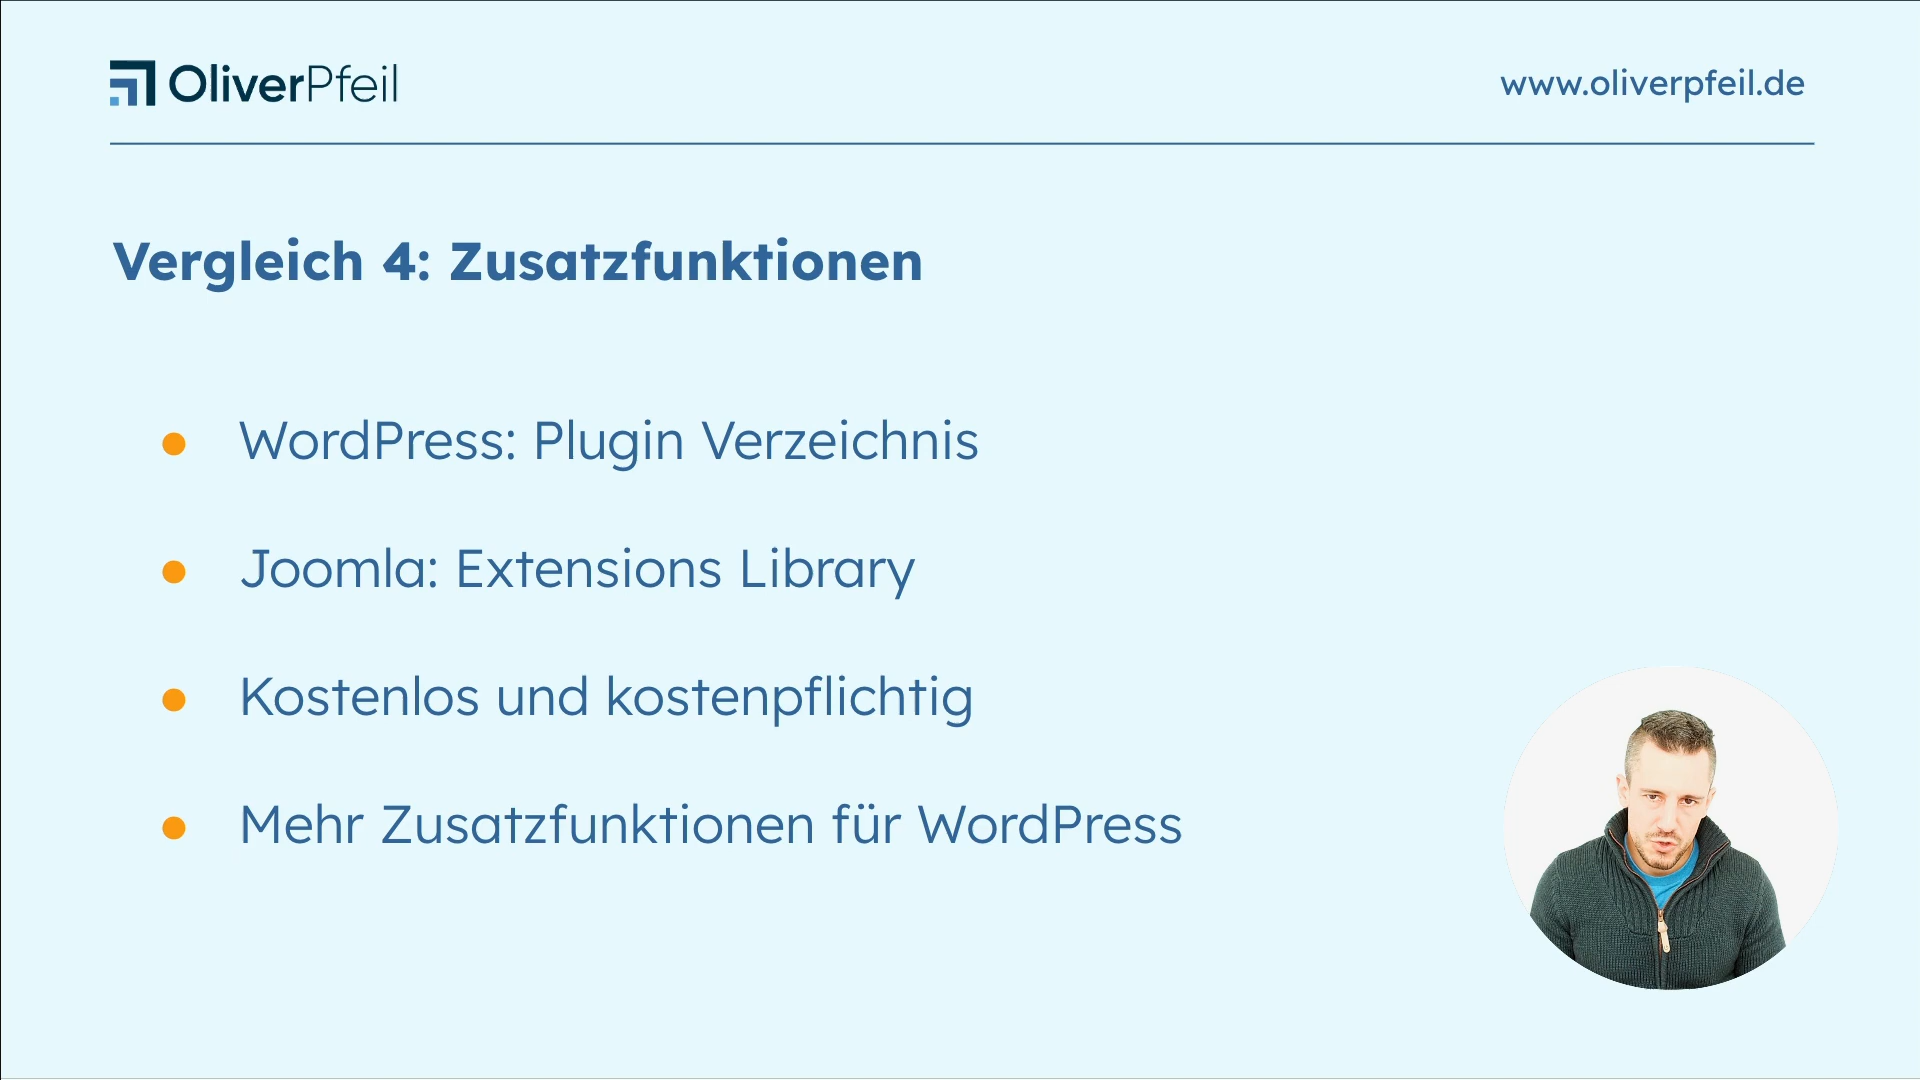 OliverPfeil
www.oliverpfeil.de
Vergleich 4: Zusatzfunktionen
WordPress: Plugin Verzeichnis
Joomla: Extensions Library
Kostenlos und kostenpflichtig
Mehr Zusatzfunktionen für WordPress